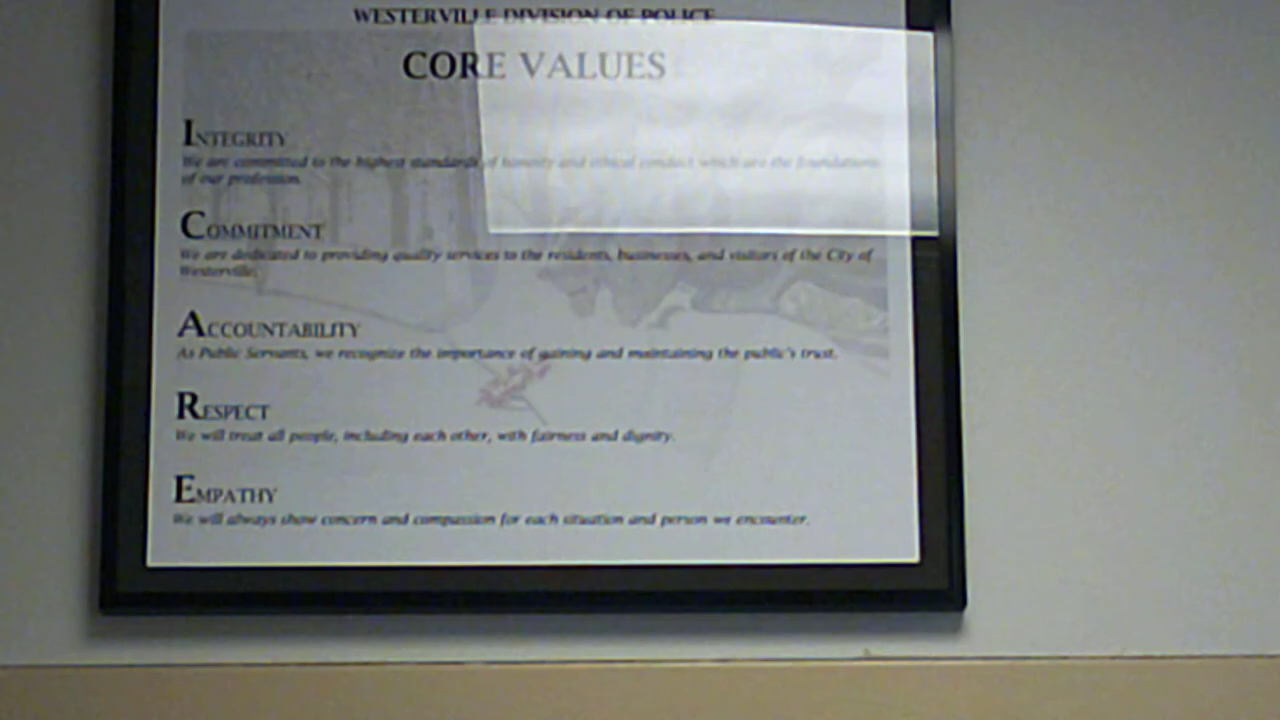 WESTERVILLE DIVISION OF POLICE
CORE VALUES
INTEGRITY
We are committed to the highest standards of honesty and ethical conduct which are the foundations
of our profession.
COMMITMENT
We are dedicated to providing quality services to the residents, businesses, and visitors of the City of
Westerville.
ACCOUNTABILITY
As Public Servants, we recognize the importance of gaining and maintaining the public's trust.
RESPECT
We will treat all people, including each other, with fairness and dignity.
EMPATHY
We will always show concern and compassion for each situation and person we encounter.